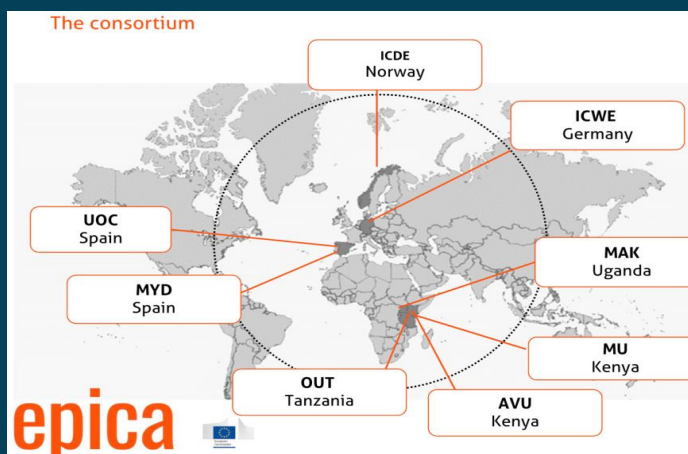 The consortium
ICDE
Norway
ICWE
Germany
UOC
Spain
MAK
Uganda
MYD
Spain
MU
Kenya
OUT
Tanzania
AVU
Kenya
epica